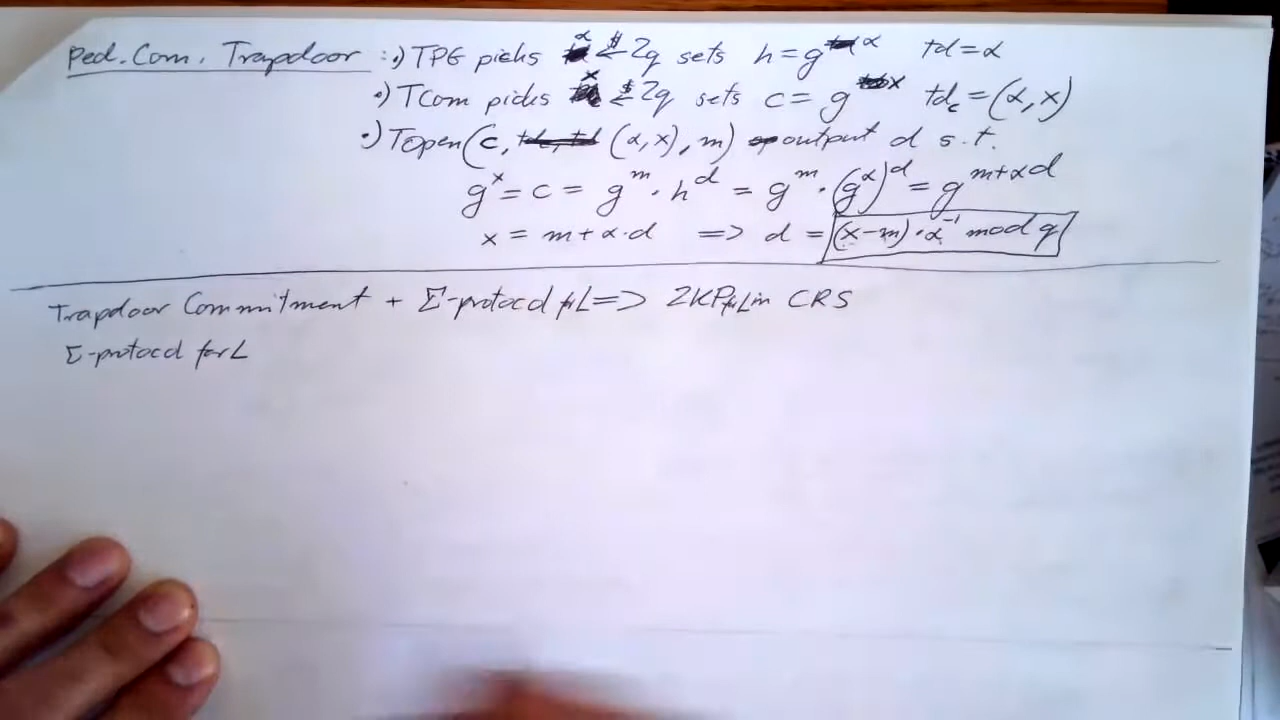 Ped. Com. Trapdoor : •) TPG picks α ←$ Zq sets h = g^α td = α
•) TCom picks x ←$ Zq sets c = g^x td_c = (α, x)
•) Topen(c, (α, x), m) output d s.t.
g^x = c = g^m · h^d = g^m · (g^α)^d = g^(m+αd)
x = m + α·d => d = (x-m)·α^-1 mod q
Trapdoor Commitment + Σ-protocol for L => ZKP for L in CRS
Σ-protocol for L